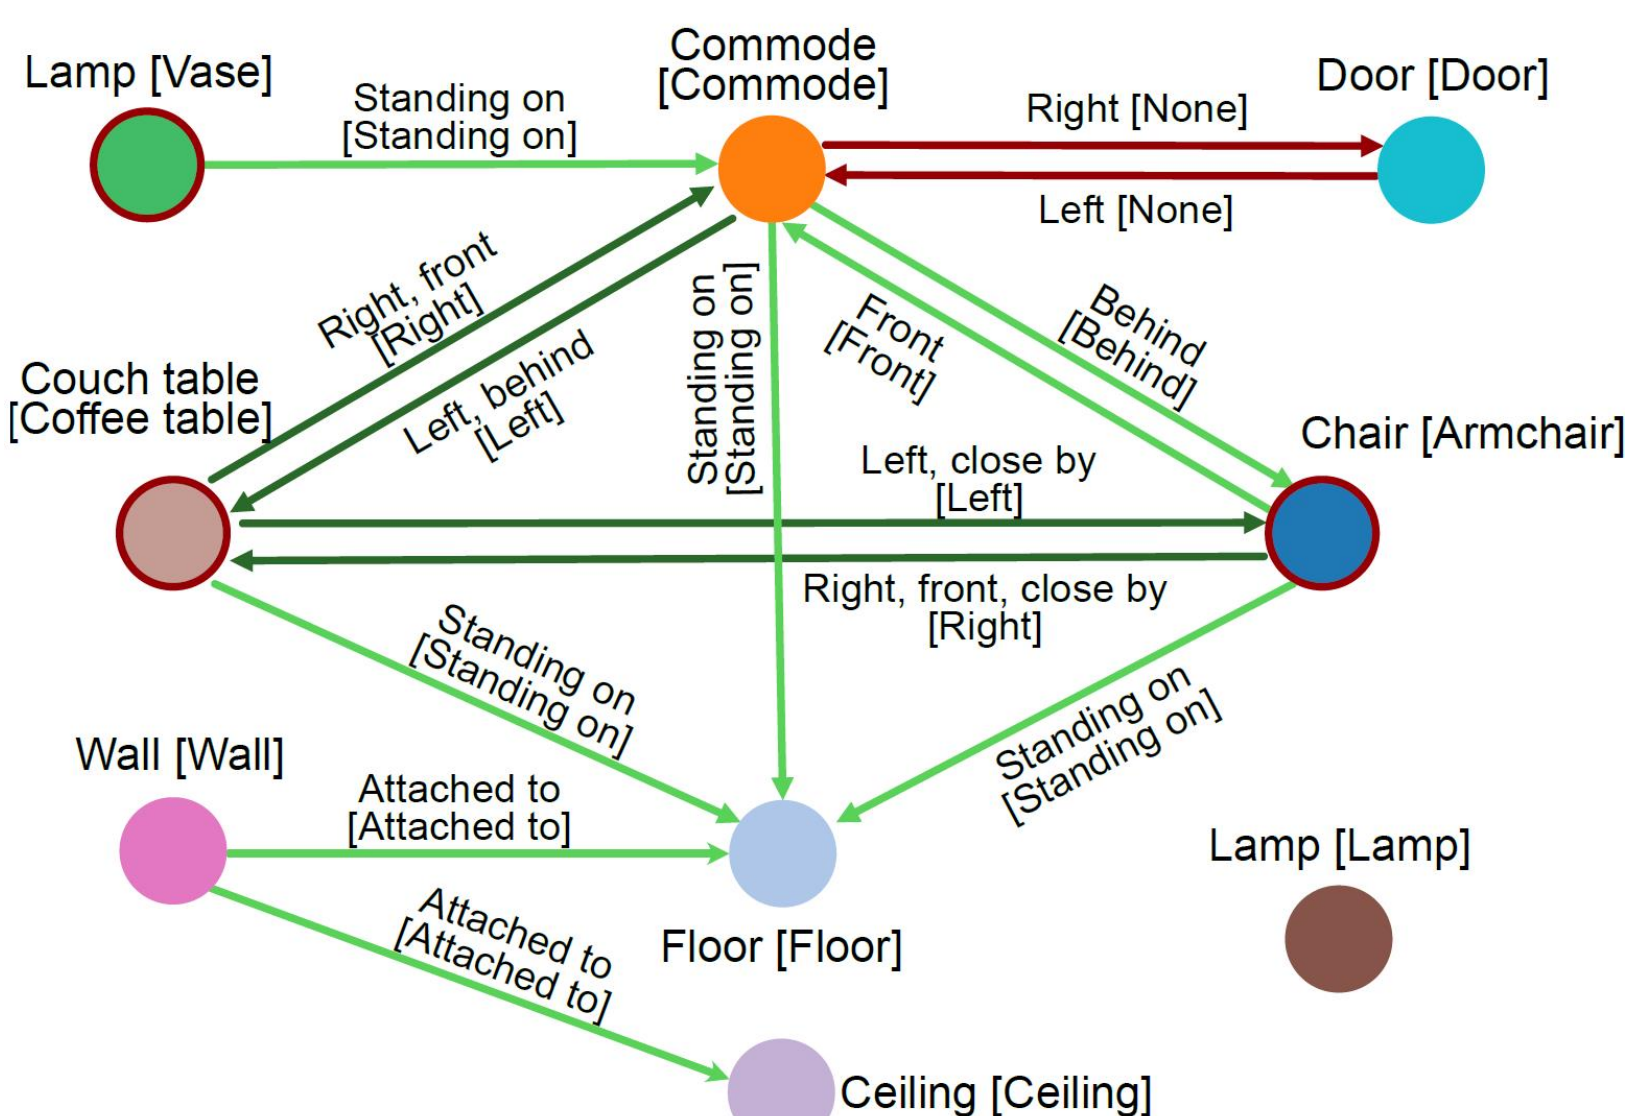 Commode
[Commode]
Lamp [Vase]
Door [Door]
Standing on
[Standing on]
Right [None]
Left [None]
Right, front
[Right]
Left, behind
[Left]
Standing on
[Standing on]
Front
[Front]
Behind
[Behind]
Couch table
[Coffee table]
Chair [Armchair]
Left, close by
[Left]
Right, front, close by
[Right]
Standing on
[Standing on]
Standing on
[Standing on]
Wall [Wall]
Attached to
[Attached to]
Lamp [Lamp]
Attached to
[Attached to]
Floor [Floor]
Ceiling [Ceiling]